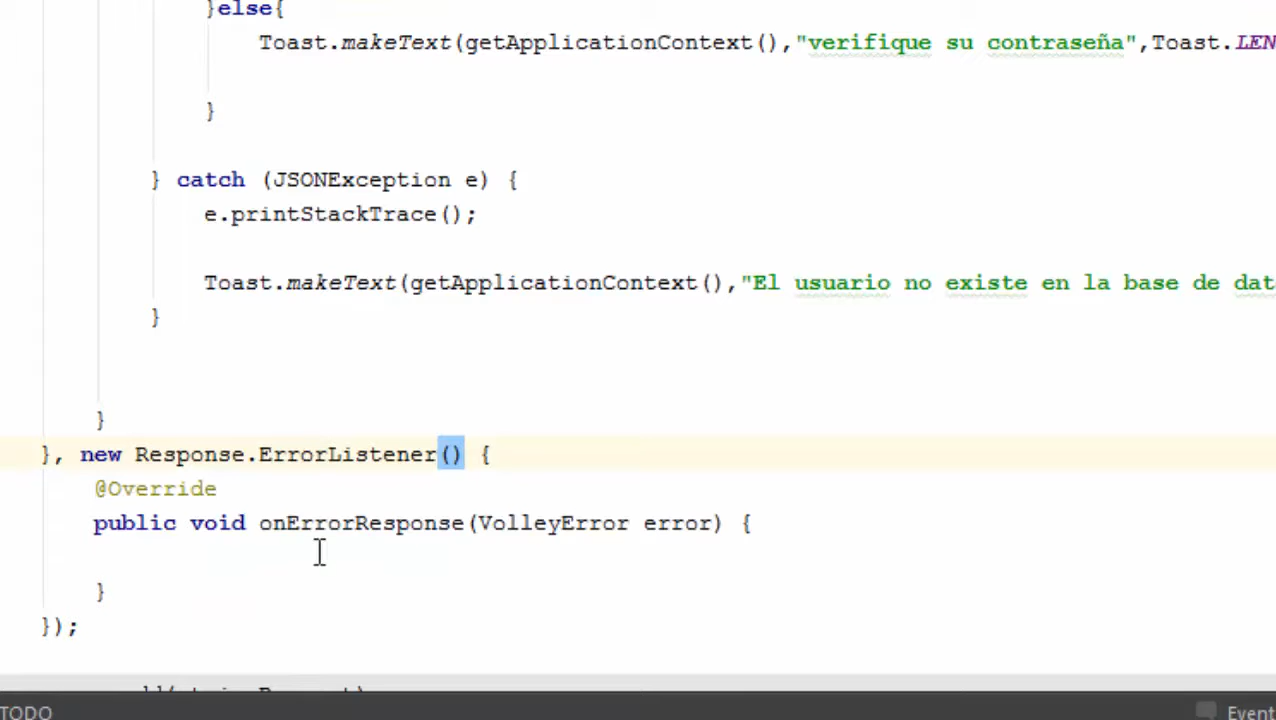 }else{
Toast.makeText(getApplicationContext(),"verifique su contraseña",Toast.LEN
}
} catch (JSONException e) {
e.printStackTrace();
Toast.makeText(getApplicationContext(),"El usuario no existe en la base de dat
}
}
}, new Response.ErrorListener() {
@Override
public void onErrorResponse(VolleyError error) {
}
});
TODO
Event